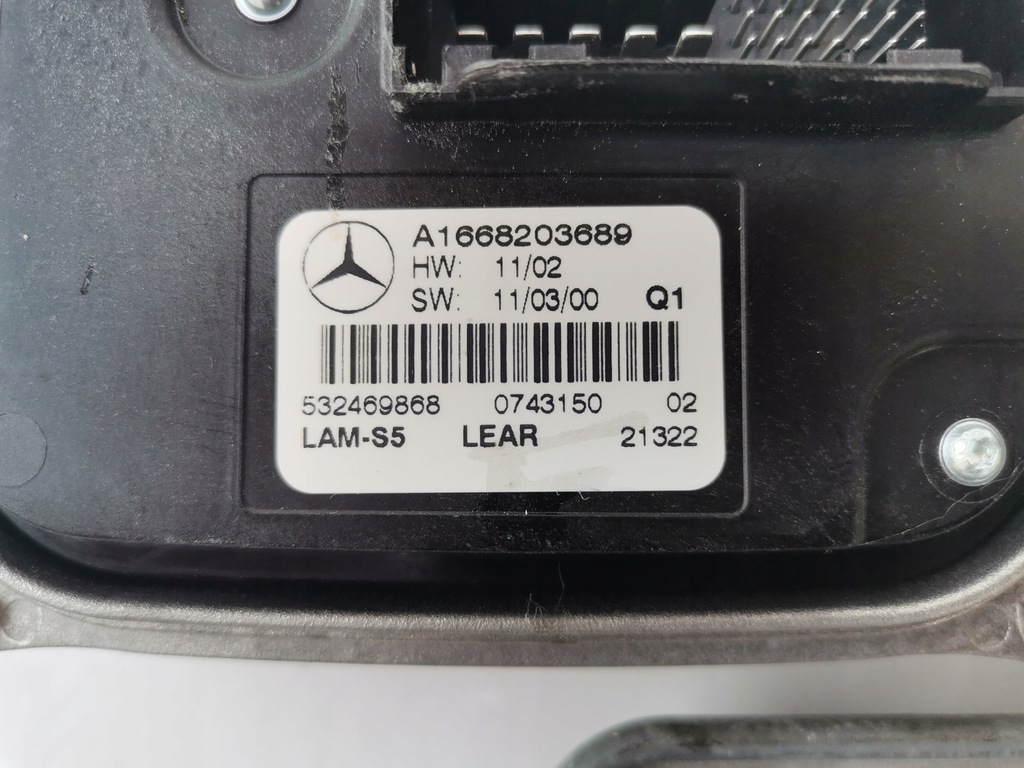 A1668203689
HW: 11/02
SW: 11/03/00 Q1
532469868 0743150 02
LAM-S5 LEAR 21322